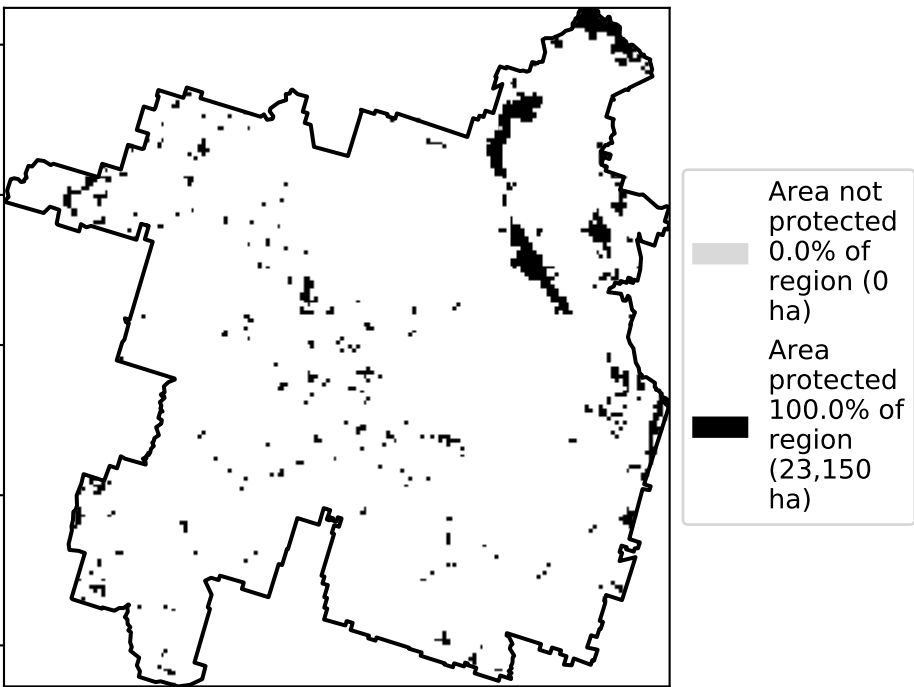 Area not
protected
0.0% of
region (0
ha)
Area
protected
100.0% of
region
(23,150
ha)